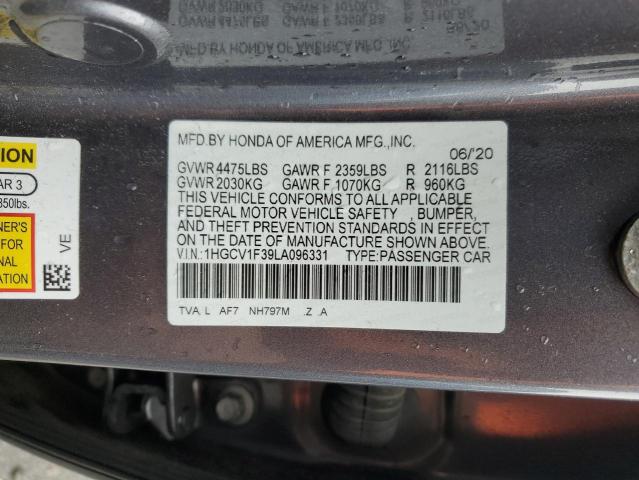 MFD.BY HONDA OF AMERICA MFG.,INC.
06/'20
GVWR 4475LBS GAWR F 2359LBS R 2116LBS
GVWR 2030KG GAWR F 1070KG R 960KG
THIS VEHICLE CONFORMS TO ALL APPLICABLE
FEDERAL MOTOR VEHICLE SAFETY , BUMPER,
AND THEFT PREVENTION STANDARDS IN EFFECT
ON THE DATE OF MANUFACTURE SHOWN ABOVE.
V.I.N.:1HGCV1F39LA096331 TYPE:PASSENGER CAR
TVA. L AF7 NH797M .Z .A
TION
AR 3
850lbs.
NER'S
FOR
NAL
ATION
VE